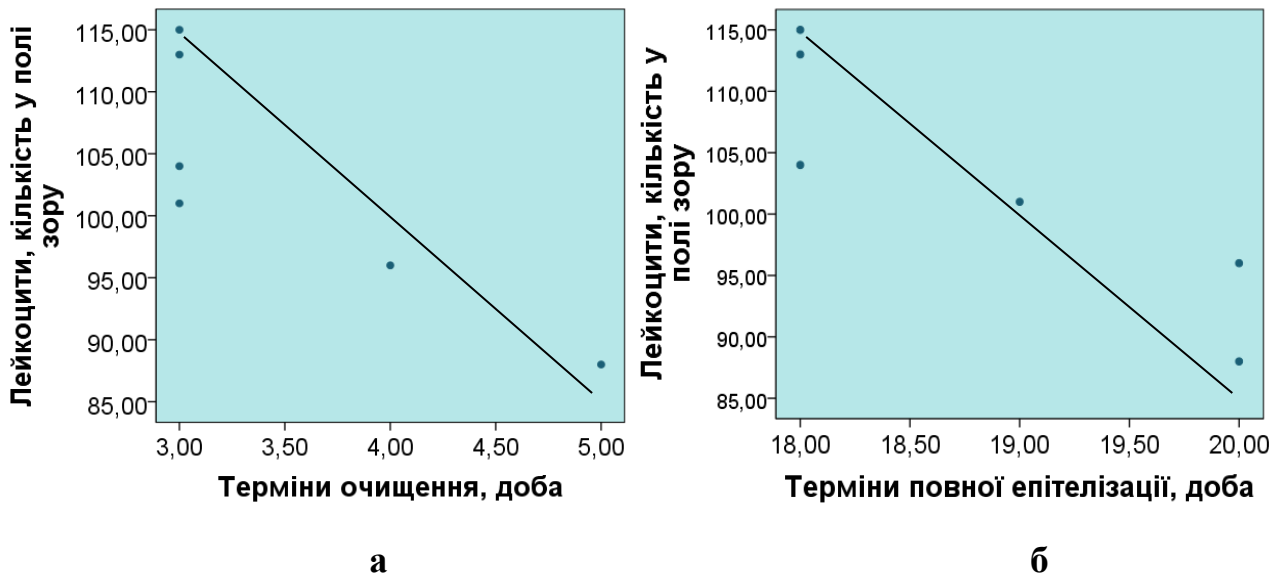 Лейкоцити, кількість у полі
зору
115,00
110,00
105,00
100,00
95,00
90,00
85,00
3,00 3,50 4,00 4,50 5,00
Терміни очищення, доба
а
Лейкоцити, кількість у
полі зору
115,00
110,00
105,00
100,00
95,00
90,00
85,00
18,00 18,50 19,00 19,50 20,00
Терміни повної епітелізації, доба
б